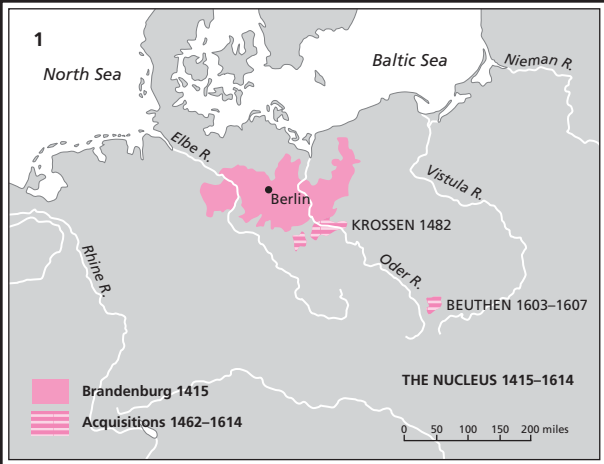 1
North Sea
Baltic Sea
Nieman R.
Elbe R.
Vistula R.
Berlin
KROSSEN 1482
Rhine R.
Oder R.
BEUTHEN 1603–1607
Brandenburg 1415
THE NUCLEUS 1415–1614
Acquisitions 1462–1614
0 50 100 150 200 miles